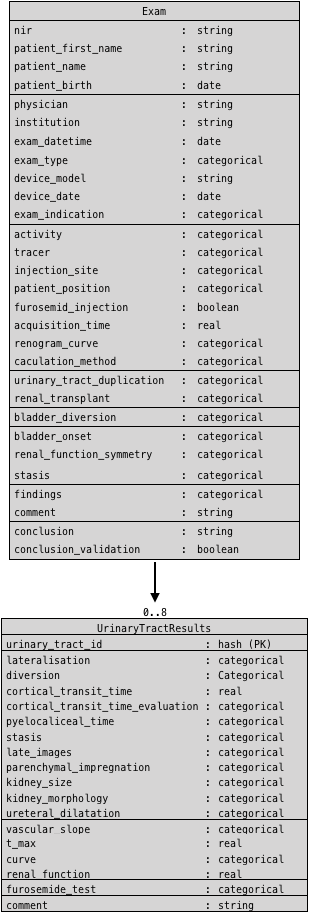 Exam
nir : string
patient_first_name : string
patient_name : string
patient_birth : date
physician : string
institution : string
exam_datetime : date
exam_type : categorical
device_model : string
device_date : date
exam_indication : categorical
activity : categorical
tracer : categorical
injection_site : categorical
patient_position : categorical
furosemid_injection : boolean
acquisition_time : real
renogram_curve : categorical
caculation_method : categorical
urinary_tract_duplication : categorical
renal_transplant : categorical
bladder_diversion : categorical
bladder_onset : categorical
renal_function_symmetry : categorical
stasis : categorical
findings : categorical
comment : string
conclusion : string
conclusion_validation : boolean
0..8
UrinaryTractResults
urinary_tract_id : hash (PK)
lateralisation : categorical
diversion : Categorical
cortical_transit_time : real
cortical_transit_time_evaluation : categorical
pyelocaliceal_time : categorical
stasis : categorical
late_images : categorical
parenchymal_impregnation : categorical
kidney_size : categorical
kidney_morphology : categorical
ureteral_dilatation : categorical
vascular_slope : categorical
t_max : real
curve : categorical
renal_function : real
furosemide_test : categorical
comment : string